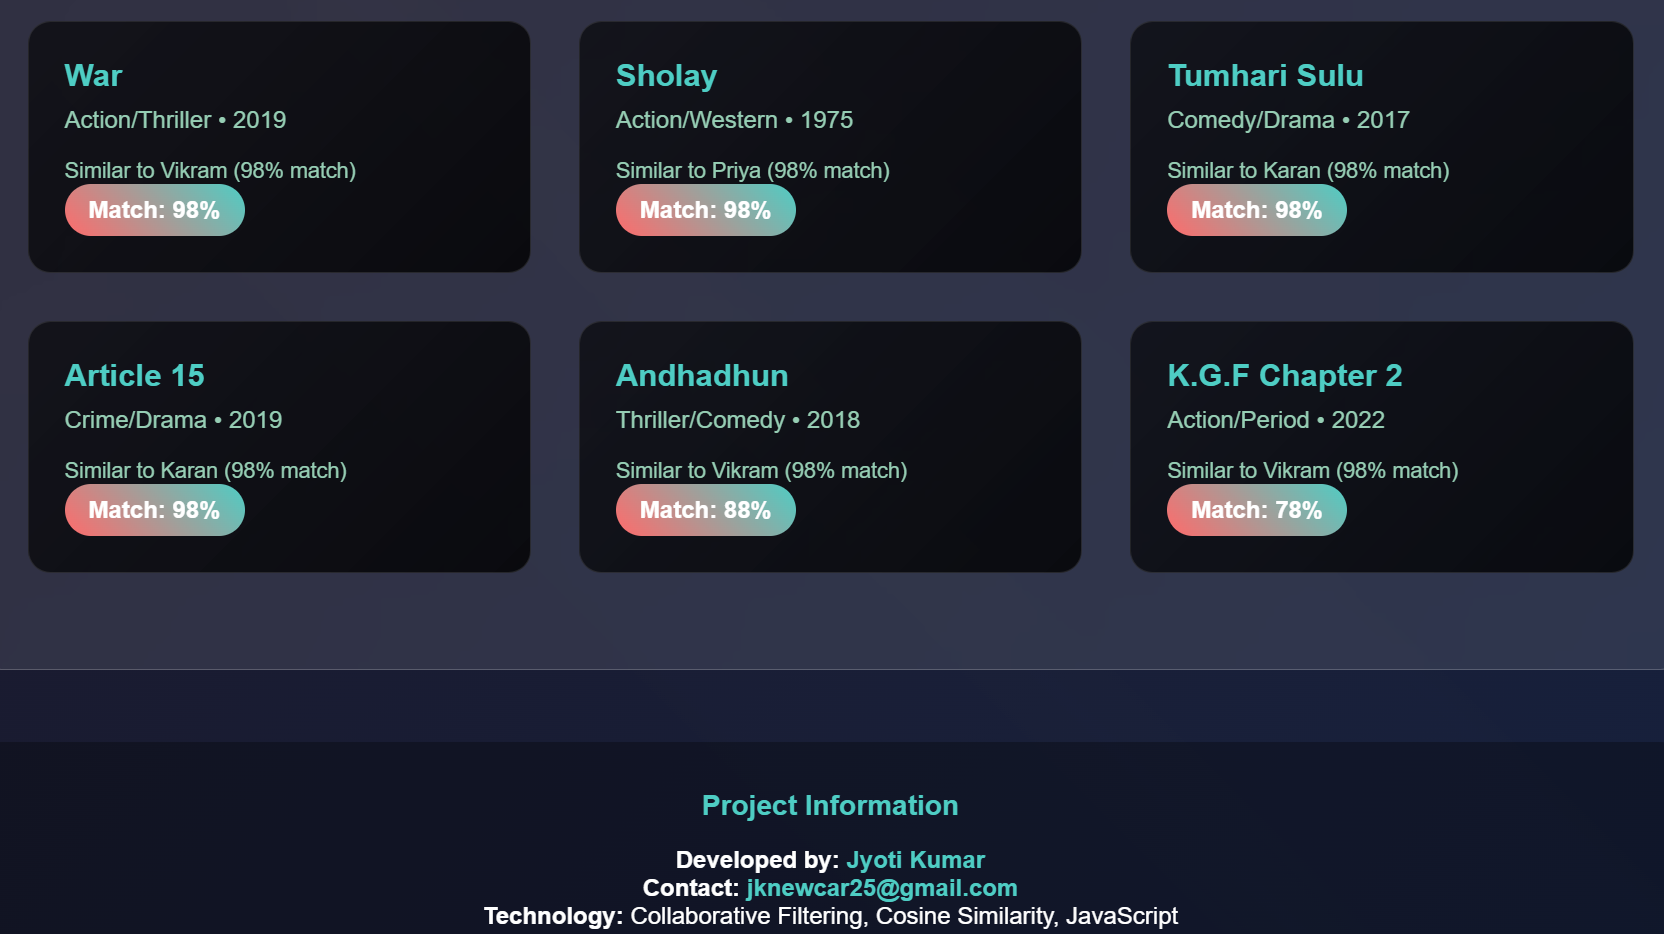 War
Action/Thriller • 2019
Similar to Vikram (98% match)
Match: 98%
Sholay
Action/Western • 1975
Similar to Priya (98% match)
Match: 98%
Tumhari Sulu
Comedy/Drama • 2017
Similar to Karan (98% match)
Match: 98%
Article 15
Crime/Drama • 2019
Similar to Karan (98% match)
Match: 98%
Andhadhun
Thriller/Comedy • 2018
Similar to Vikram (98% match)
Match: 88%
K.G.F Chapter 2
Action/Period • 2022
Similar to Vikram (98% match)
Match: 78%
Project Information
Developed by: Jyoti Kumar
Contact: jknewcar25@gmail.com
Technology: Collaborative Filtering, Cosine Similarity, JavaScript